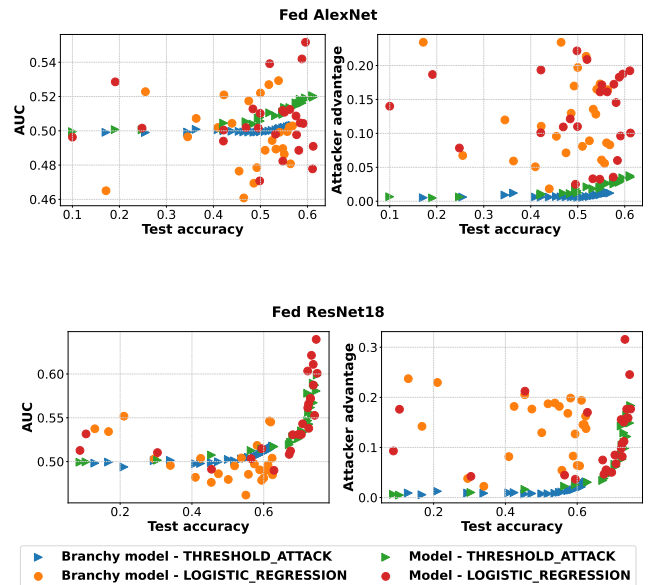 Fed AlexNet
AUC
0.54
0.52
0.50
0.48
0.46
0.1 0.2 0.3 0.4 0.5 0.6
Test accuracy
Attacker advantage
0.20
0.15
0.10
0.05
0.00
0.1 0.2 0.3 0.4 0.5 0.6
Test accuracy
Fed ResNet18
AUC
0.60
0.55
0.50
0.2 0.4 0.6
Test accuracy
Attacker advantage
0.3
0.2
0.1
0.0
0.2 0.4 0.6
Test accuracy
Branchy model - THRESHOLD_ATTACK
Branchy model - LOGISTIC_REGRESSION
Model - THRESHOLD_ATTACK
Model - LOGISTIC_REGRESSION